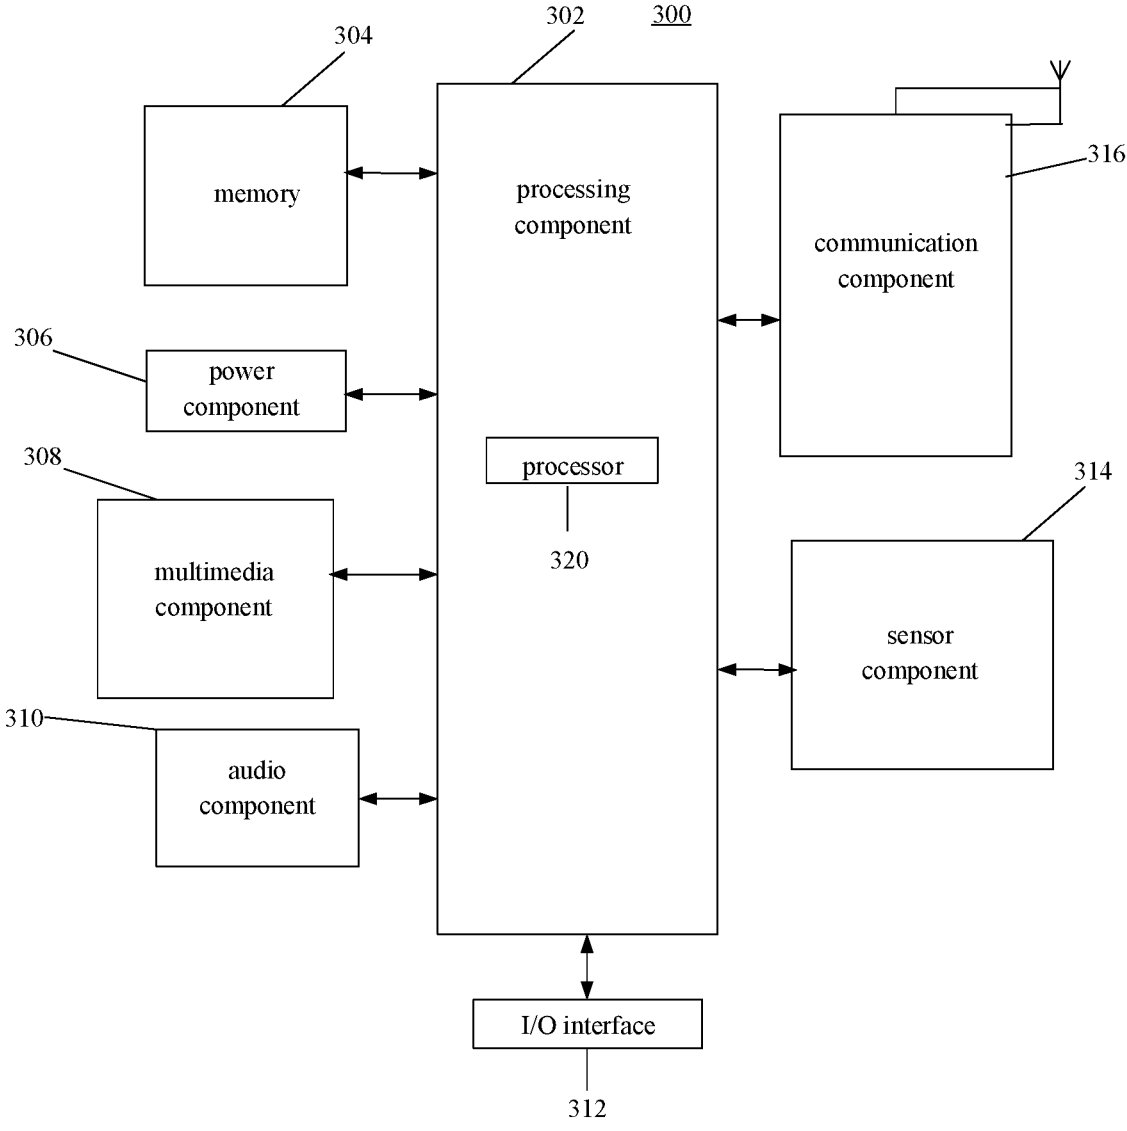 302
300
304
316
memory
processing
component
communication
component
306
power
component
308
processor
314
320
multimedia
component
sensor
component
310
audio
component
I/O interface
312